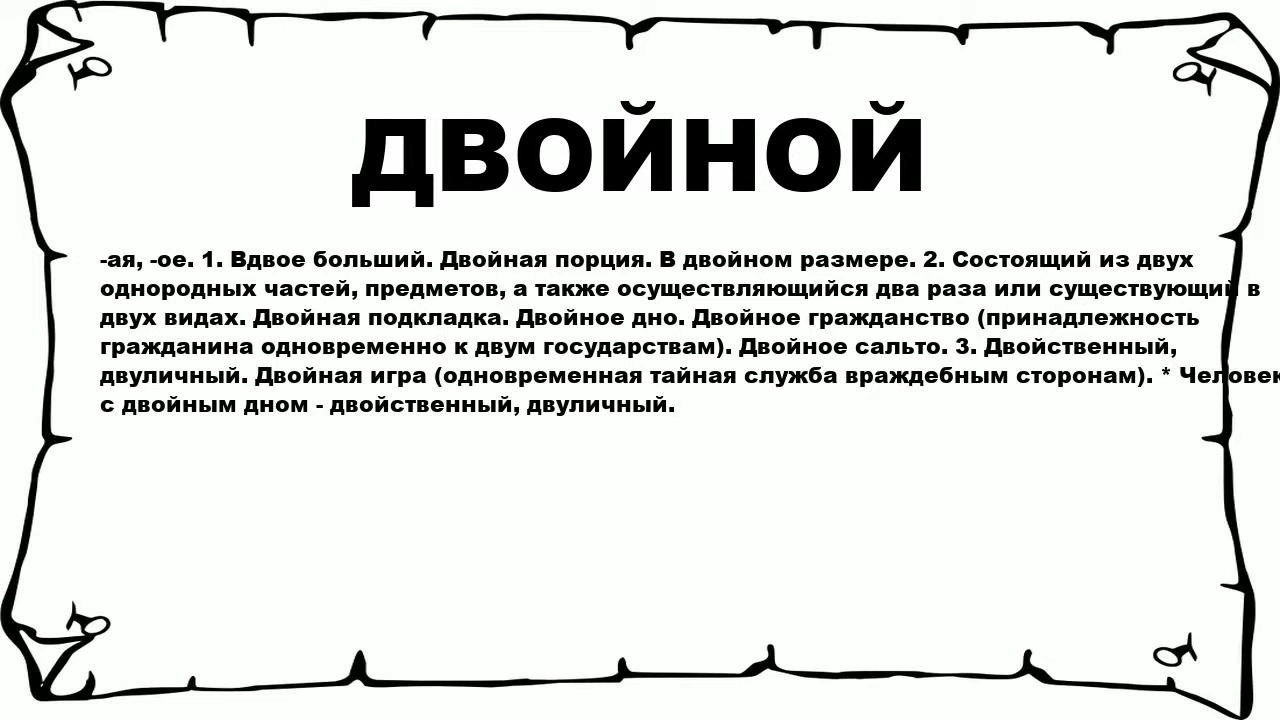 ДВОЙНОЙ
-ая, -ое. 1. Вдвое больший. Двойная порция. В двойном размере. 2. Состоящий из двух
однородных частей, предметов, а также осуществляющийся два раза или существующий в
двух видах. Двойная подкладка. Двойное дно. Двойное гражданство (принадлежность
гражданина одновременно к двум государствам). Двойное сальто. 3. Двойственный,
двуличный. Двойная игра (одновременная тайная служба враждебным сторонам). * Человек
с двойным дном - двойственный, двуличный.